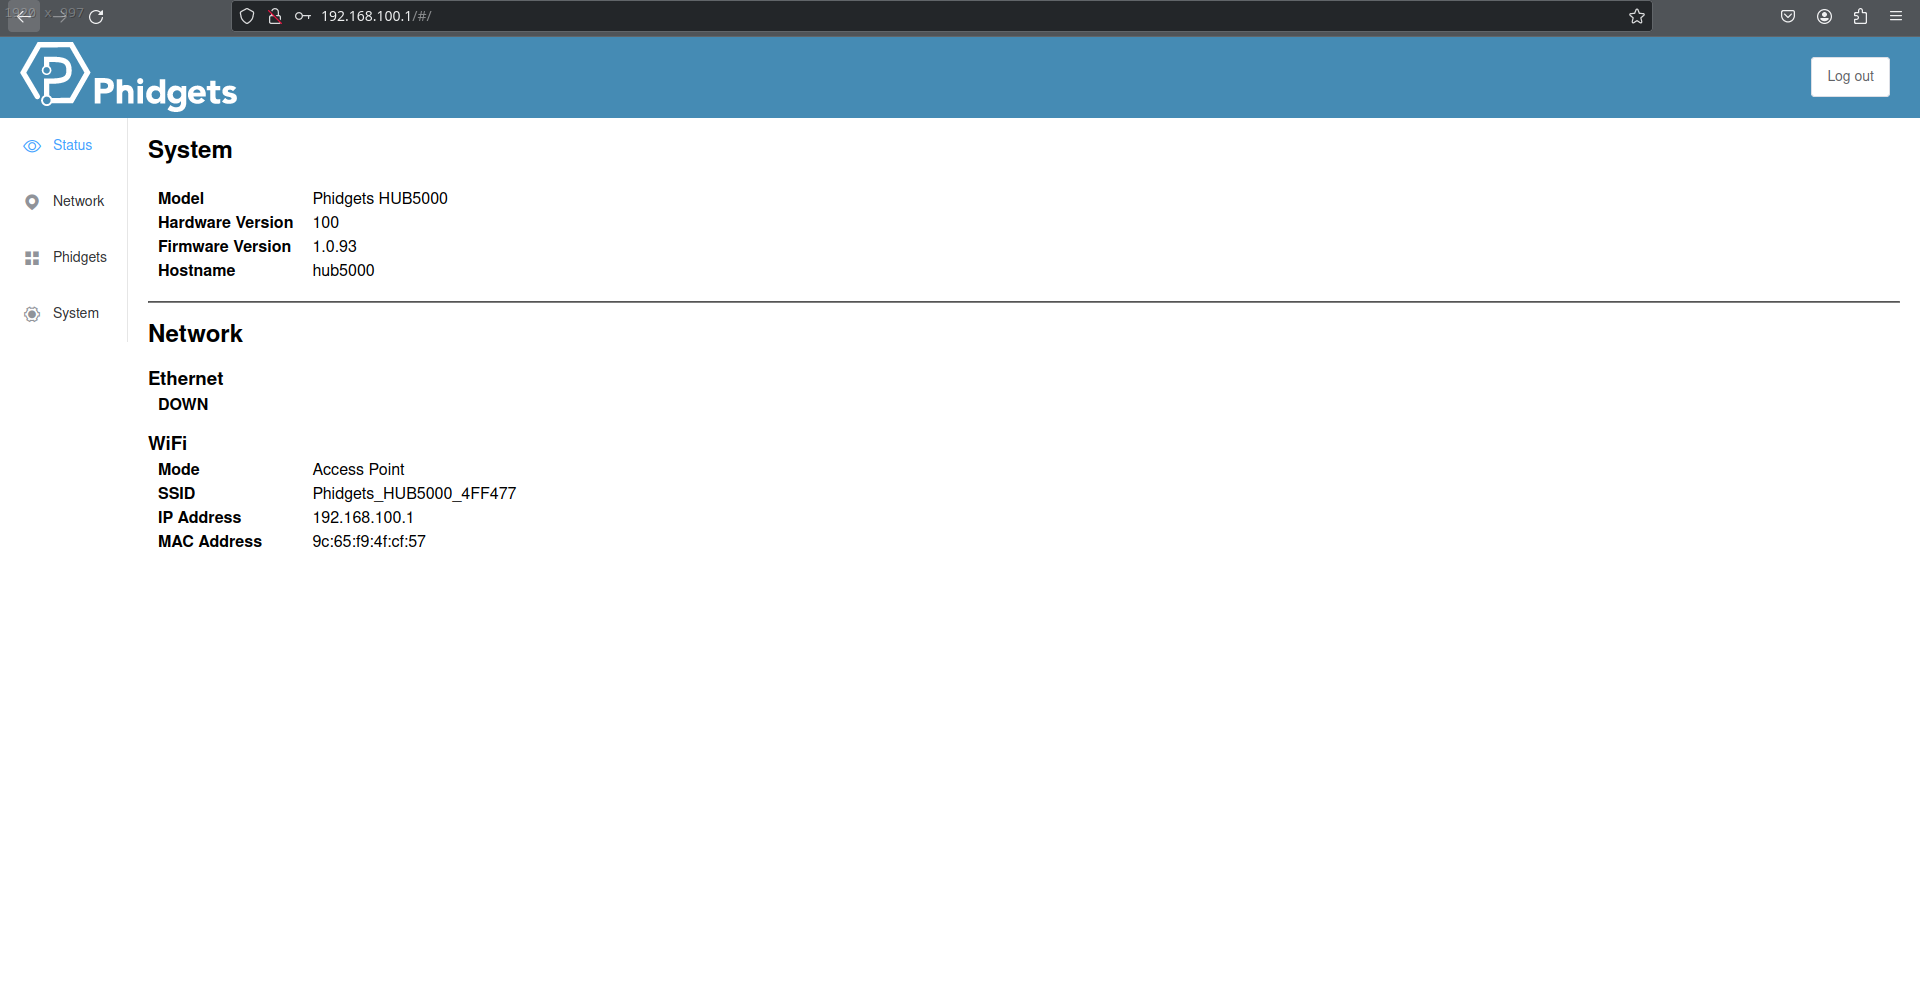 1920 x 997
192.168.100.1/#/
Phidgets
Log out
Status
Network
Phidgets
System
System
Model Phidgets HUB5000
Hardware Version 100
Firmware Version 1.0.93
Hostname hub5000
Network
Ethernet
DOWN
WiFi
Mode Access Point
SSID Phidgets_HUB5000_4FF477
IP Address 192.168.100.1
MAC Address 9c:65:f9:4f:cf:57